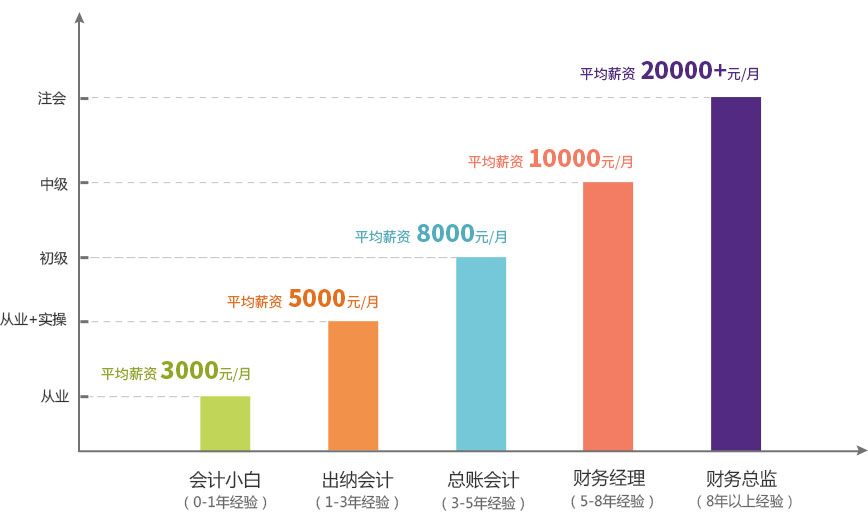 平均薪资 20000+元/月
注会
平均薪资 10000元/月
中级
平均薪资 8000元/月
初级
平均薪资 5000元/月
从业+实操
平均薪资 3000元/月
从业
会计小白 出纳会计 总账会计 财务经理 财务总监
(0-1年经验) (1-3年经验) (3-5年经验) (5-8年经验) (8年以上经验)